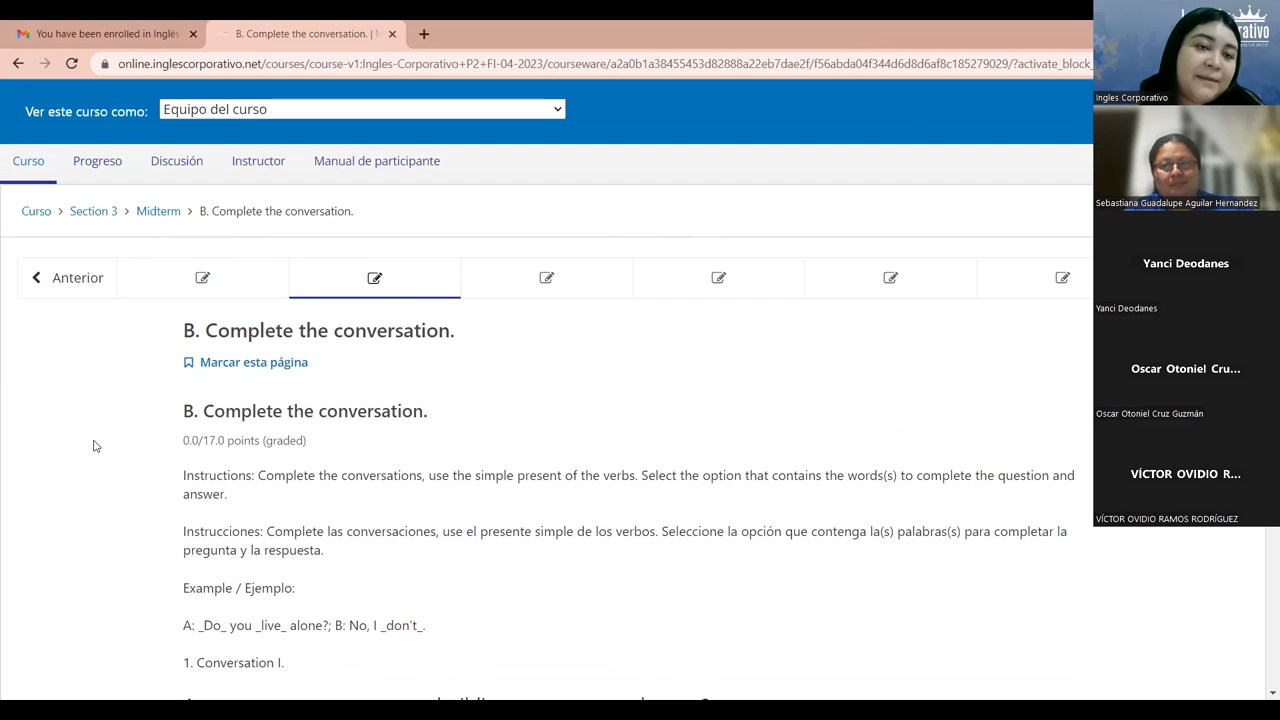 You have been enrolled in Inglés
B. Complete the conversation. |
online.inglescorporativo.net/courses/course-v1:Ingles-Corporativo+P2+FI-04-2023/courseware/a2a0b1a38455453d82888a22eb7dae2f/f56abda04f344d6d8d6af8c185279029/?activate_block_
Ver este curso como:
Equipo del curso
Curso
Progreso
Discusión
Instructor
Manual de participante
Curso > Section 3 > Midterm > B. Complete the conversation.
Anterior
B. Complete the conversation.
Marcar esta página
B. Complete the conversation.
0.0/17.0 points (graded)
Instructions: Complete the conversations, use the simple present of the verbs. Select the option that contains the words(s) to complete the question and
answer.
Instrucciones: Complete las conversaciones, use el presente simple de los verbos. Seleccione la opción que contenga la(s) palabras(s) para completar la
pregunta y la respuesta.
Example / Ejemplo:
A: _Do_ you _live_ alone?; B: No, I _don't_.
1. Conversation I.
Ingles Corporativo
Sebastiana Guadalupe Aguilar Hernandez
Yanci Deodanes
Yanci Deodanes
Oscar Otoniel Cru...
Oscar Otoniel Cruz Guzmán
VÍCTOR OVIDIO R...
VÍCTOR OVIDIO RAMOS RODRÍGUEZ